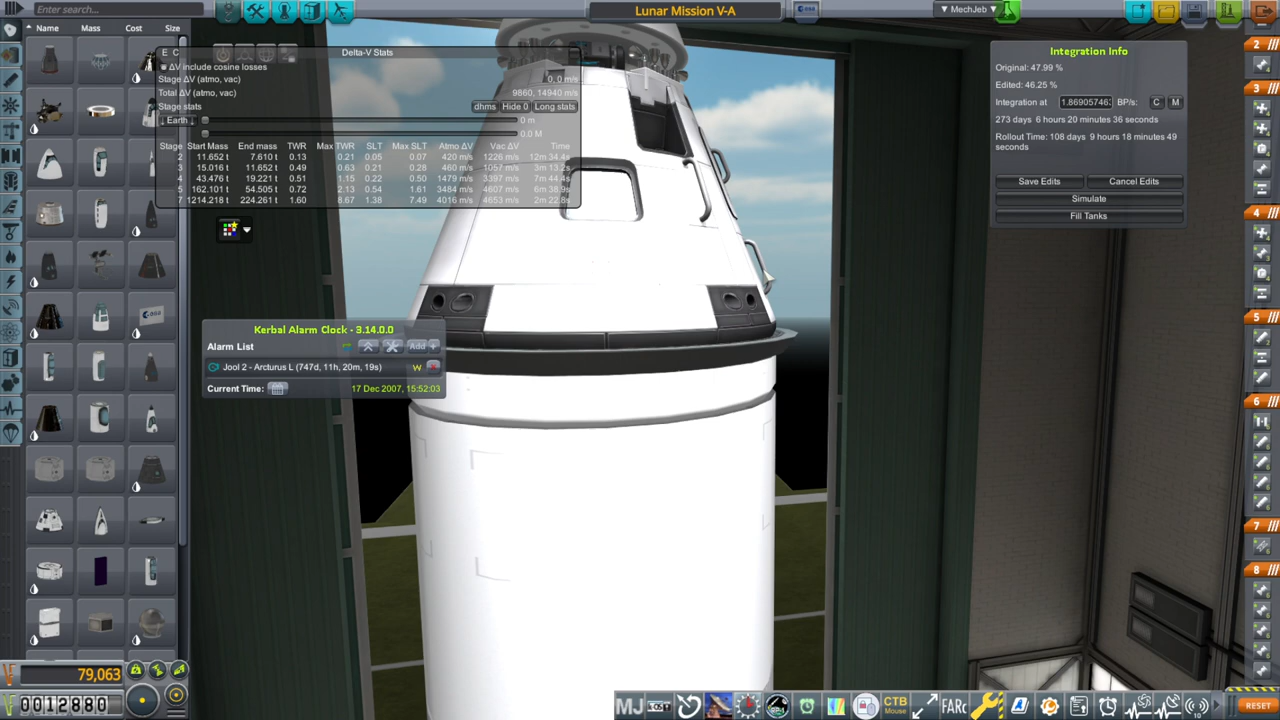 Enter search...
Lunar Mission V-A
esa
▼ MechJeb ▼
Name Mass Cost Size
E C Delta-V Stats
ΔV include cosine losses
Stage ΔV (atmo, vac) 0, 0 m/s
Total ΔV (atmo, vac) 9860, 14940 m/s
Stage stats dhms Hide 0 Long stats
Earth 0 m
0.0 M
Stage Start Mass End mass TWR Max TWR SLT Max SLT Atmo ΔV Vac ΔV Time
2 11.652 t 7.610 t 0.13 0.21 0.05 0.07 420 m/s 1226 m/s 12m 34.4s
3 15.016 t 11.652 t 0.49 0.63 0.21 0.28 460 m/s 1057 m/s 3m 13.2s
4 43.476 t 19.221 t 0.51 1.15 0.22 0.50 1479 m/s 3397 m/s 7m 44.4s
5 162.101 t 54.505 t 0.72 2.13 0.54 1.61 3484 m/s 4607 m/s 6m 38.9s
7 1214.218 t 224.261 t 1.60 8.67 1.38 7.49 4016 m/s 4653 m/s 2m 22.8s
Integration Info
Original: 47.99 %
Edited: 46.25 %
Integration at 1.86905746 BP/s: C M
273 days 6 hours 20 minutes 36 seconds
Rollout Time: 108 days 9 hours 18 minutes 49
seconds
Save Edits Cancel Edits
Simulate
Fill Tanks
Kerbal Alarm Clock - 3.14.0.0
Alarm List Add +
Jool 2 - Arcturus L (747d, 11h, 20m, 19s) W
Current Time: 17 Dec 2007, 15:52:03
esa
2
3
4
5
6
7
8
79,063
0012880
MJ CTB
Mouse
FARc
RESET